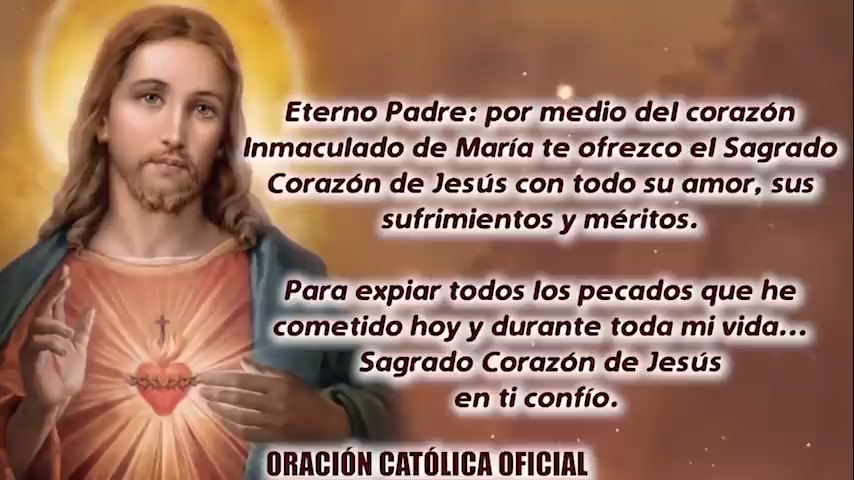 Eterno Padre: por medio del corazón
Inmaculado de María te ofrezco el Sagrado
Corazón de Jesús con todo su amor, sus
sufrimientos y méritos.
Para expiar todos los pecados que he
cometido hoy y durante toda mi vida...
Sagrado Corazón de Jesús
en ti confío.
ORACIÓN CATÓLICA OFICIAL